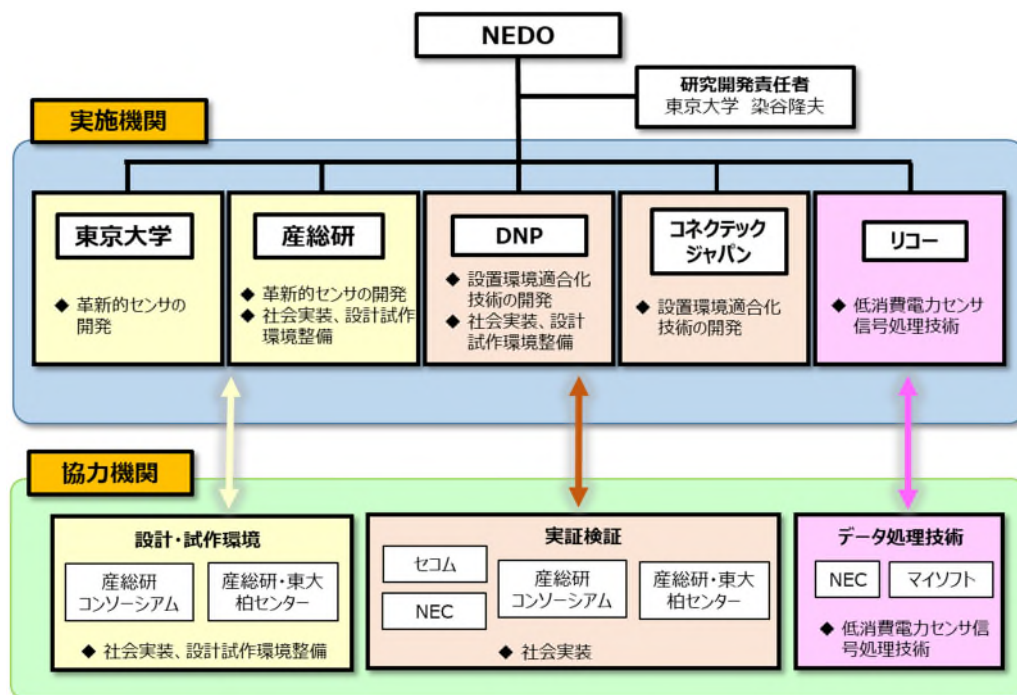 NEDO
研究開発責任者
東京大学 染谷隆夫
実施機関
東京大学
◆ 革新的センサの
開発
産総研
◆ 革新的センサの開発
◆ 社会実装、設計試作
環境整備
DNP
◆ 設置環境適合化
技術の開発
◆ 社会実装、設計
試作環境整備
コネクテック
ジャパン
◆ 設置環境適合化
技術の開発
リコー
◆ 低消費電力センサ
信号処理技術
協力機関
設計・試作環境
産総研
コンソーシアム
産総研・東大
柏センター
◆ 社会実装、設計試作環境整備
実証検証
セコム
NEC
産総研
コンソーシアム
産総研・東大
柏センター
◆ 社会実装
データ処理技術
NEC
マイソフト
◆ 低消費電力センサ信
号処理技術